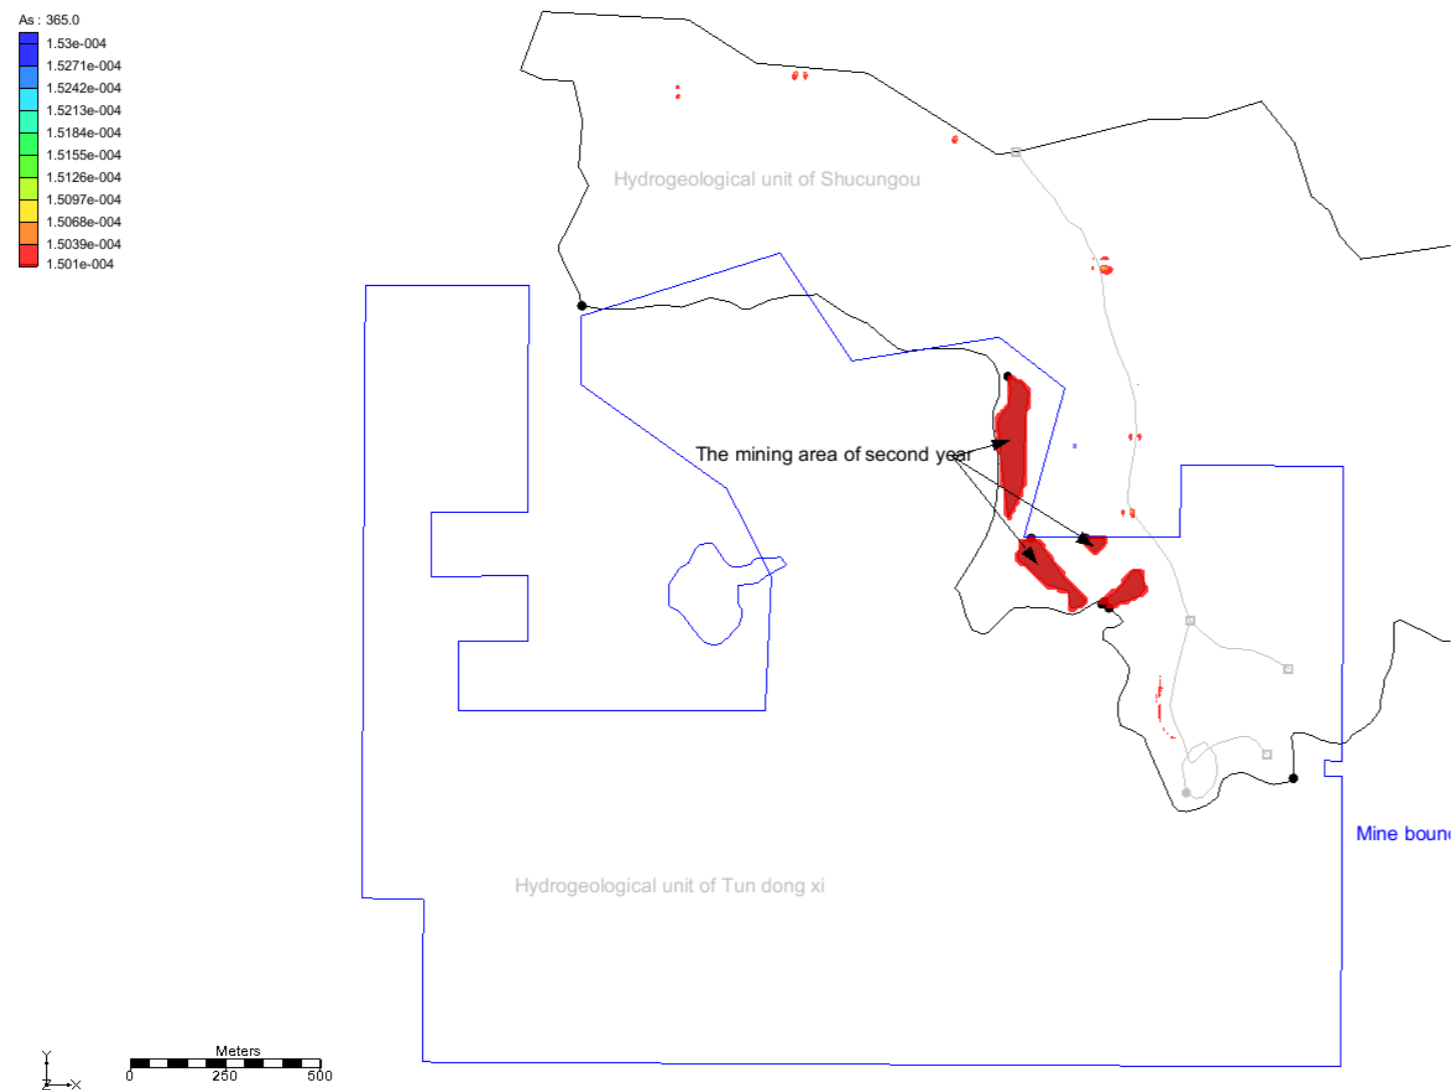 As : 365.0
1.53e-004
1.5271e-004
1.5242e-004
1.5213e-004
1.5184e-004
1.5155e-004
1.5126e-004
1.5097e-004
1.5068e-004
1.5039e-004
1.501e-004
Hydrogeological unit of Shucungou
The mining area of second year
Mine boun
Hydrogeological unit of Tun dong xi
Y
Z X
Meters
0 250 500